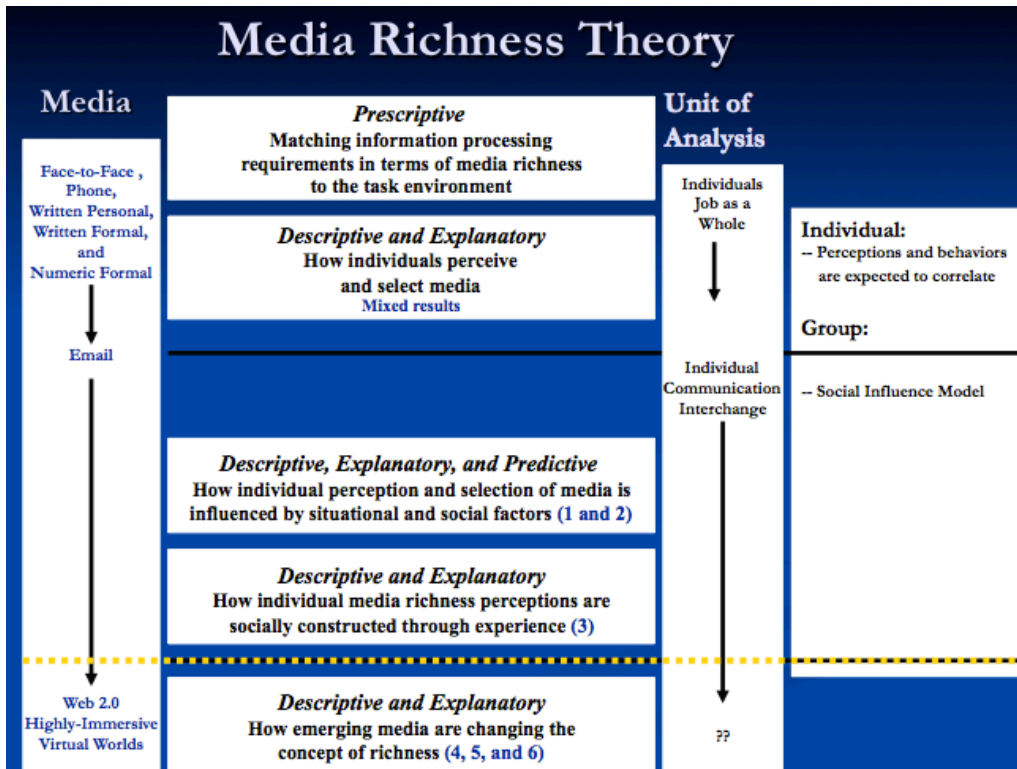 Media Richness Theory
Media
Face-to-Face ,
Phone,
Written Personal,
Written Formal,
and
Numeric Formal
Email
Web 2.0
Highly-Immersive
Virtual Worlds
Prescriptive
Matching information processing
requirements in terms of media richness
to the task environment
Descriptive and Explanatory
How individuals perceive
and select media
Mixed results
Descriptive, Explanatory, and Predictive
How individual perception and selection of media is
influenced by situational and social factors (1 and 2)
Descriptive and Explanatory
How individual media richness perceptions are
socially constructed through experience (3)
Descriptive and Explanatory
How emerging media are changing the
concept of richness (4, 5, and 6)
Unit of
Analysis
Individuals
Job as a
Whole
Individual
Communication
Interchange
??
Individual:
-- Perceptions and behaviors
are expected to correlate
Group:
-- Social Influence Model